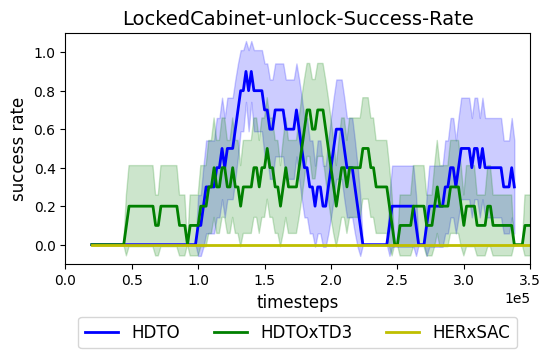 LockedCabinet-unlock-Success-Rate
success rate
1.0
0.8
0.6
0.4
0.2
0.0
0.0 0.5 1.0 1.5 2.0 2.5 3.0 3.5
timesteps
1e5
HDTO HDTOxTD3 HERxSAC